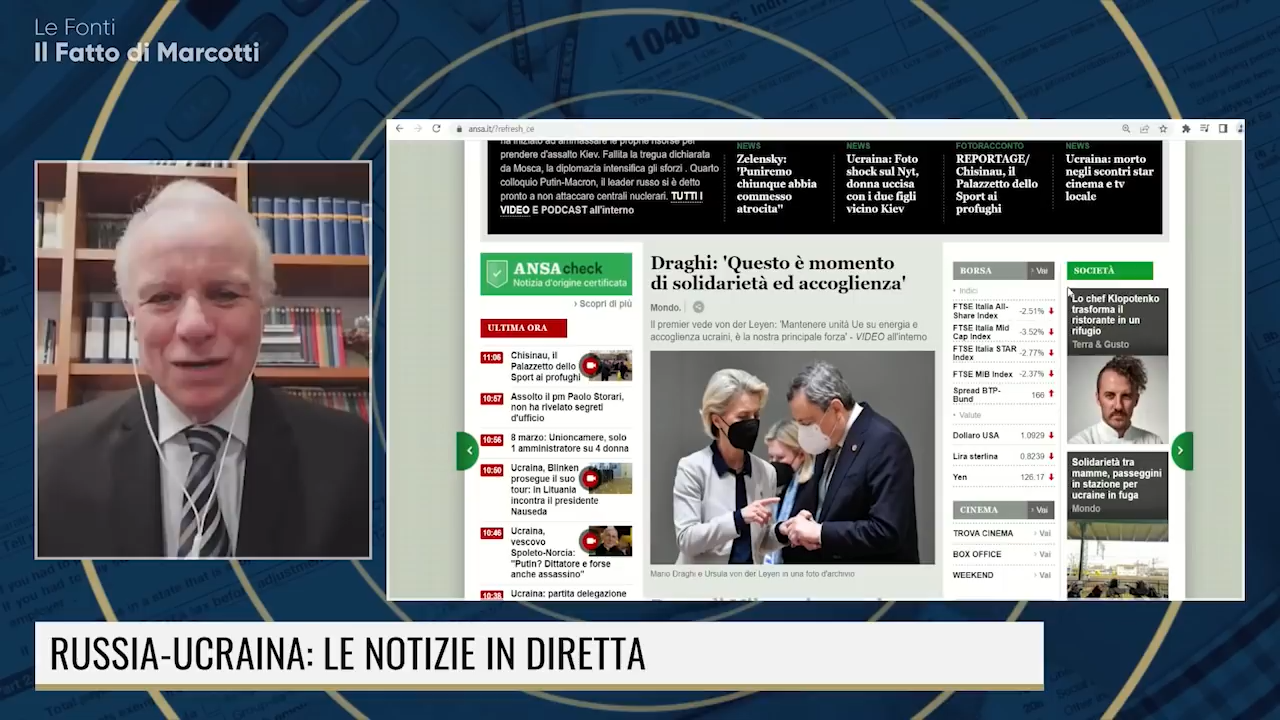 Le Fonti
Il Fatto di Marcotti
ansa.it/?refresh_ce
ha iniziato ad ammassare le proprie risorse per
prendere d'assalto Kiev. Fallita la tregua dichiarata
da Mosca, la diplomazia intensifica gli sforzi . Quarto
colloquio Putin-Macron, il leader russo si è detto
pronto a non attaccare centrali nucleari. TUTTI I
VIDEO E PODCAST all'interno
NEWS
Zelensky:
'Puniremo
chiunque abbia
commesso
atrocita"
NEWS
Ucraina: Foto
shock sul Nyt,
donna uccisa
con i due figli
vicino Kiev
FOTORACCONTO
REPORTAGE/
Chisinau, il
Palazzetto dello
Sport ai
profughi
NEWS
Ucraina: morto
negli scontri star
cinema e tv
locale
ANSAcheck
Notizia d'origine certificata
› Scopri di più
ULTIMA ORA
11:06
Chisinau, il
Palazzetto dello
Sport ai profughi
10:57
Assolto il pm Paolo Storari,
non ha rivelato segreti
d'ufficio
10:56
8 marzo: Unioncamere, solo
1 amministratore su 4 donna
10:50
Ucraina, Blinken
prosegue il suo
tour: in Lituania
incontra il presidente
Nauseda
10:46
Ucraina,
vescovo
Spoleto-Norcia:
"Putin? Dittatore e forse
anche assassino"
10:38
Ucraina: partita delegazione
Draghi: 'Questo è momento
di solidarietà ed accoglienza'
Mondo.
Il premier vede von der Leyen: 'Mantenere unità Ue su energia e
accoglienza ucraini, è la nostra principale forza' - VIDEO all'interno
Mario Draghi e Ursula von der Leyen in una foto d'archivio
BORSA
› Vai
Indici
FTSE Italia All-
Share Index
-2.51%
FTSE Italia Mid
Cap Index
-3.52%
FTSE Italia STAR
Index
-2.77%
FTSE MIB Index
-2.37%
Spread BTP-
Bund
166
Valute
Dollaro USA
1.0929
Lira sterlina
0.8239
Yen
126.17
CINEMA
› Vai
TROVA CINEMA
› Vai
BOX OFFICE
› Vai
WEEKEND
› Vai
SOCIETÀ
Lo chef Klopotenko
trasforma il
ristorante in un
rifugio
Terra & Gusto
Solidarietà tra
mamme, passeggini
in stazione per
ucraine in fuga
Mondo
RUSSIA-UCRAINA: LE NOTIZIE IN DIRETTA
1040